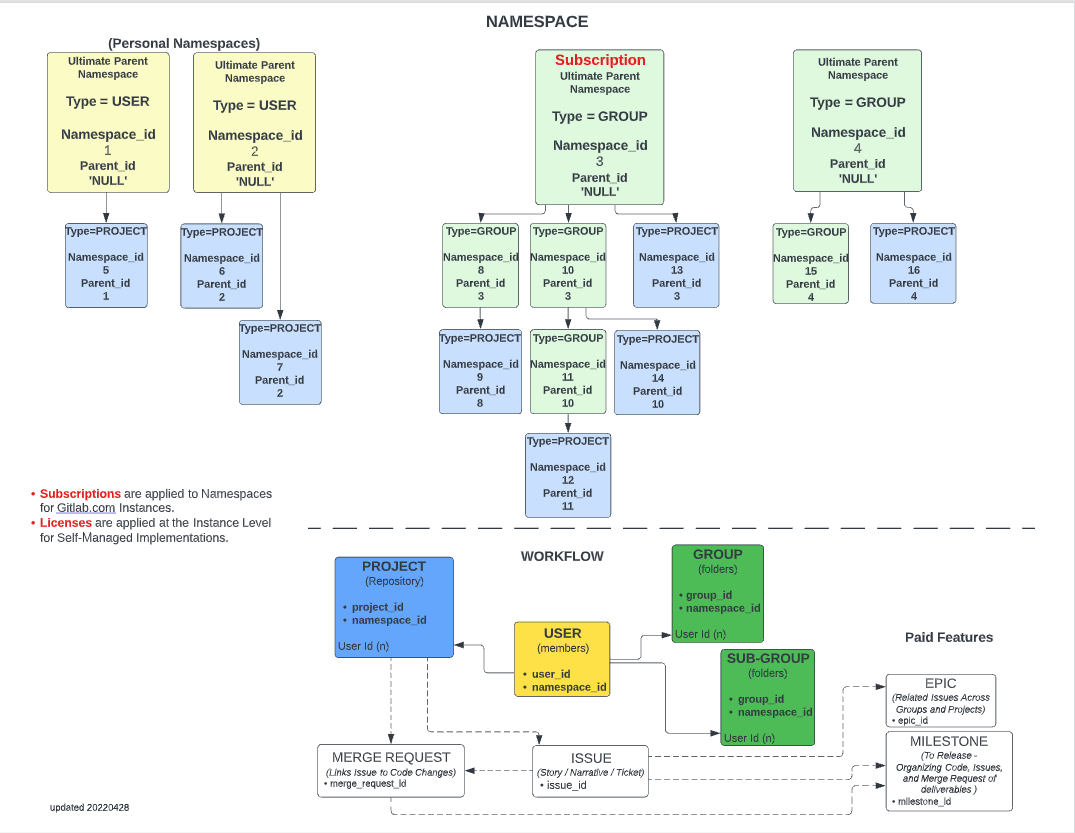 NAMESPACE
(Personal Namespaces)
Ultimate Parent
Namespace
Type = USER
Namespace_id
1
Parent_id
'NULL'
Ultimate Parent
Namespace
Type = USER
Namespace_id
2
Parent_id
'NULL'
Subscription
Ultimate Parent
Namespace
Type = GROUP
Namespace_id
3
Parent_id
'NULL'
Ultimate Parent
Namespace
Type = GROUP
Namespace_id
4
Parent_id
'NULL'
Type=PROJECT
Namespace_id
5
Parent_id
1
Type=PROJECT
Namespace_id
6
Parent_id
2
Type=PROJECT
Namespace_id
7
Parent_id
2
Type=GROUP
Namespace_id
8
Parent_id
3
Type=GROUP
Namespace_id
10
Parent_id
3
Type=PROJECT
Namespace_id
13
Parent_id
3
Type=GROUP
Namespace_id
15
Parent_id
4
Type=PROJECT
Namespace_id
16
Parent_id
4
Type=PROJECT
Namespace_id
9
Parent_id
8
Type=GROUP
Namespace_id
11
Parent_id
10
Type=PROJECT
Namespace_id
14
Parent_id
10
Type=PROJECT
Namespace_id
12
Parent_id
11
• Subscriptions are applied to Namespaces
for Gitlab.com Instances.
• Licenses are applied at the Instance Level
for Self-Managed Implementations.
WORKFLOW
PROJECT
(Repository)
• project_id
• namespace_id
User Id (n)
USER
(members)
• user_id
• namespace_id
GROUP
(folders)
• group_id
• namespace_id
User Id (n)
SUB-GROUP
(folders)
• group_id
• namespace_id
User Id (n)
Paid Features
EPIC
(Related Issues Across
Groups and Projects)
• epic_id
MILESTONE
(To Release -
Organizing Code, Issues,
and Merge Request of
deliverables )
• milestone_id
MERGE REQUEST
(Links Issue to Code Changes)
• merge_request_id
ISSUE
(Story / Narrative / Ticket)
• issue_id
updated 20220428